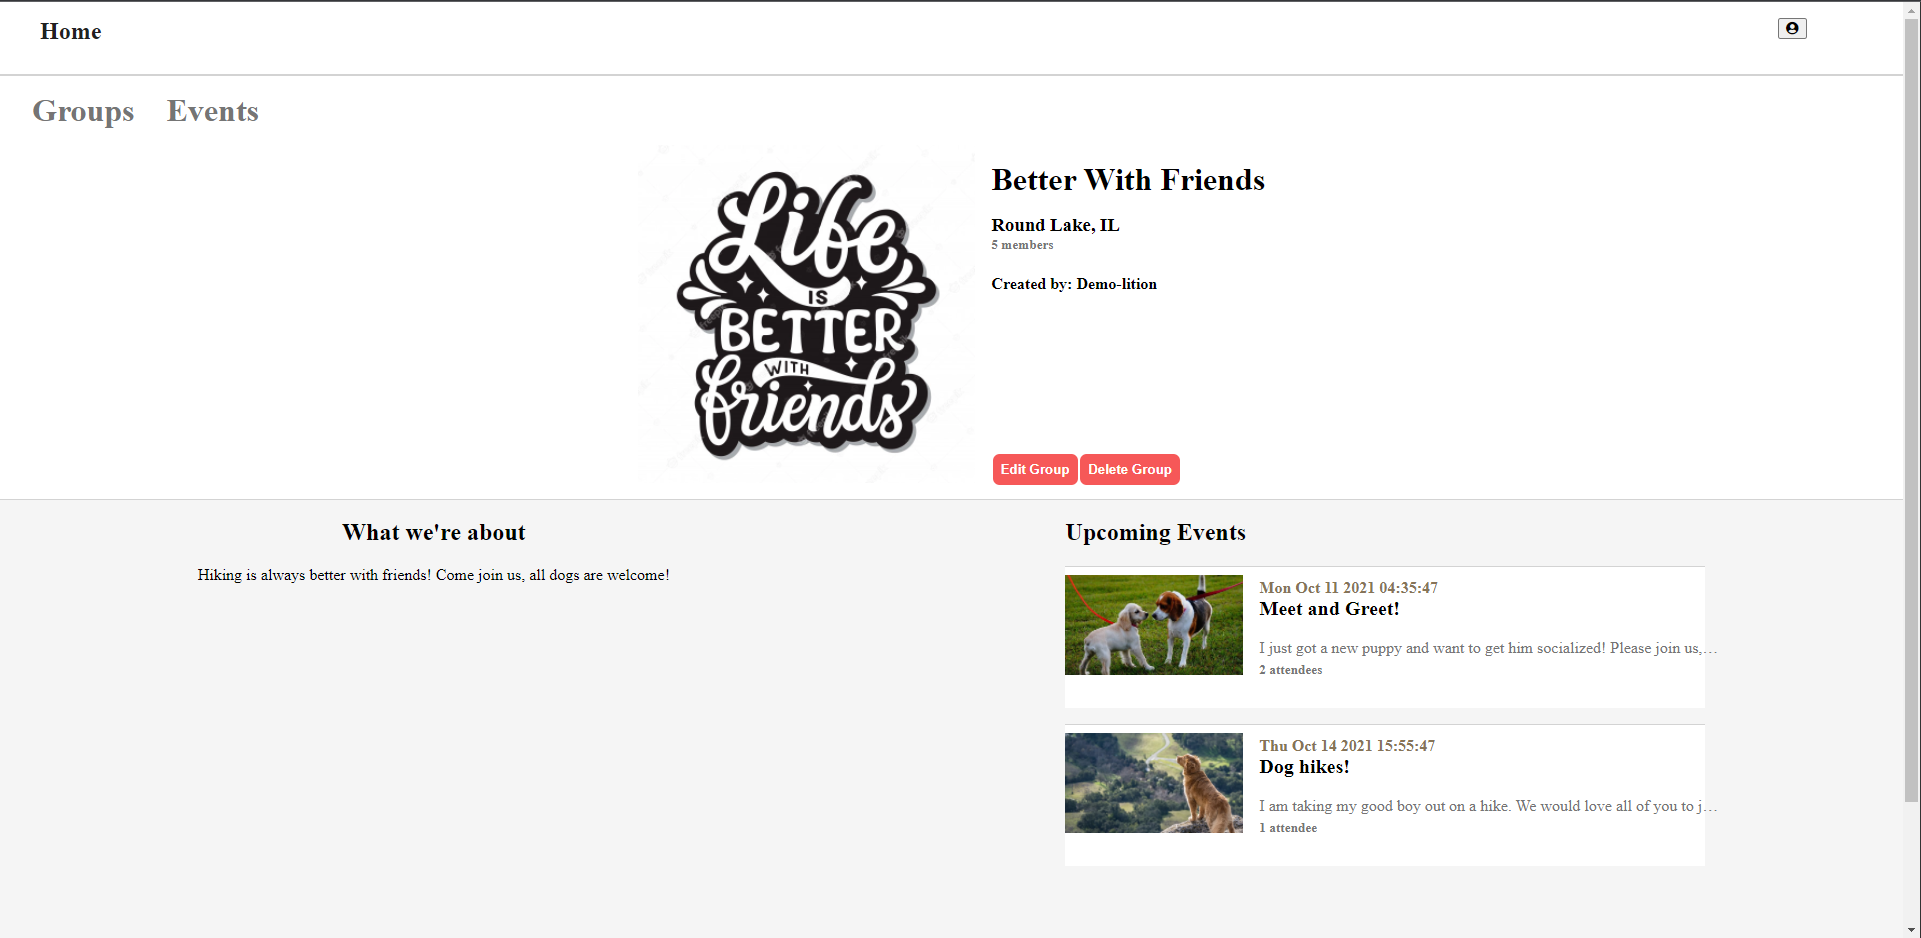 Home
Groups Events
Life
IS
BETTER
WITH
friends
Better With Friends
Round Lake, IL
5 members
Created by: Demo-lition
Edit Group Delete Group
What we're about
Hiking is always better with friends! Come join us, all dogs are welcome!
Upcoming Events
Mon Oct 11 2021 04:35:47
Meet and Greet!
I just got a new puppy and want to get him socialized! Please join us,...
2 attendees
Thu Oct 14 2021 15:55:47
Dog hikes!
I am taking my good boy out on a hike. We would love all of you to j...
1 attendee